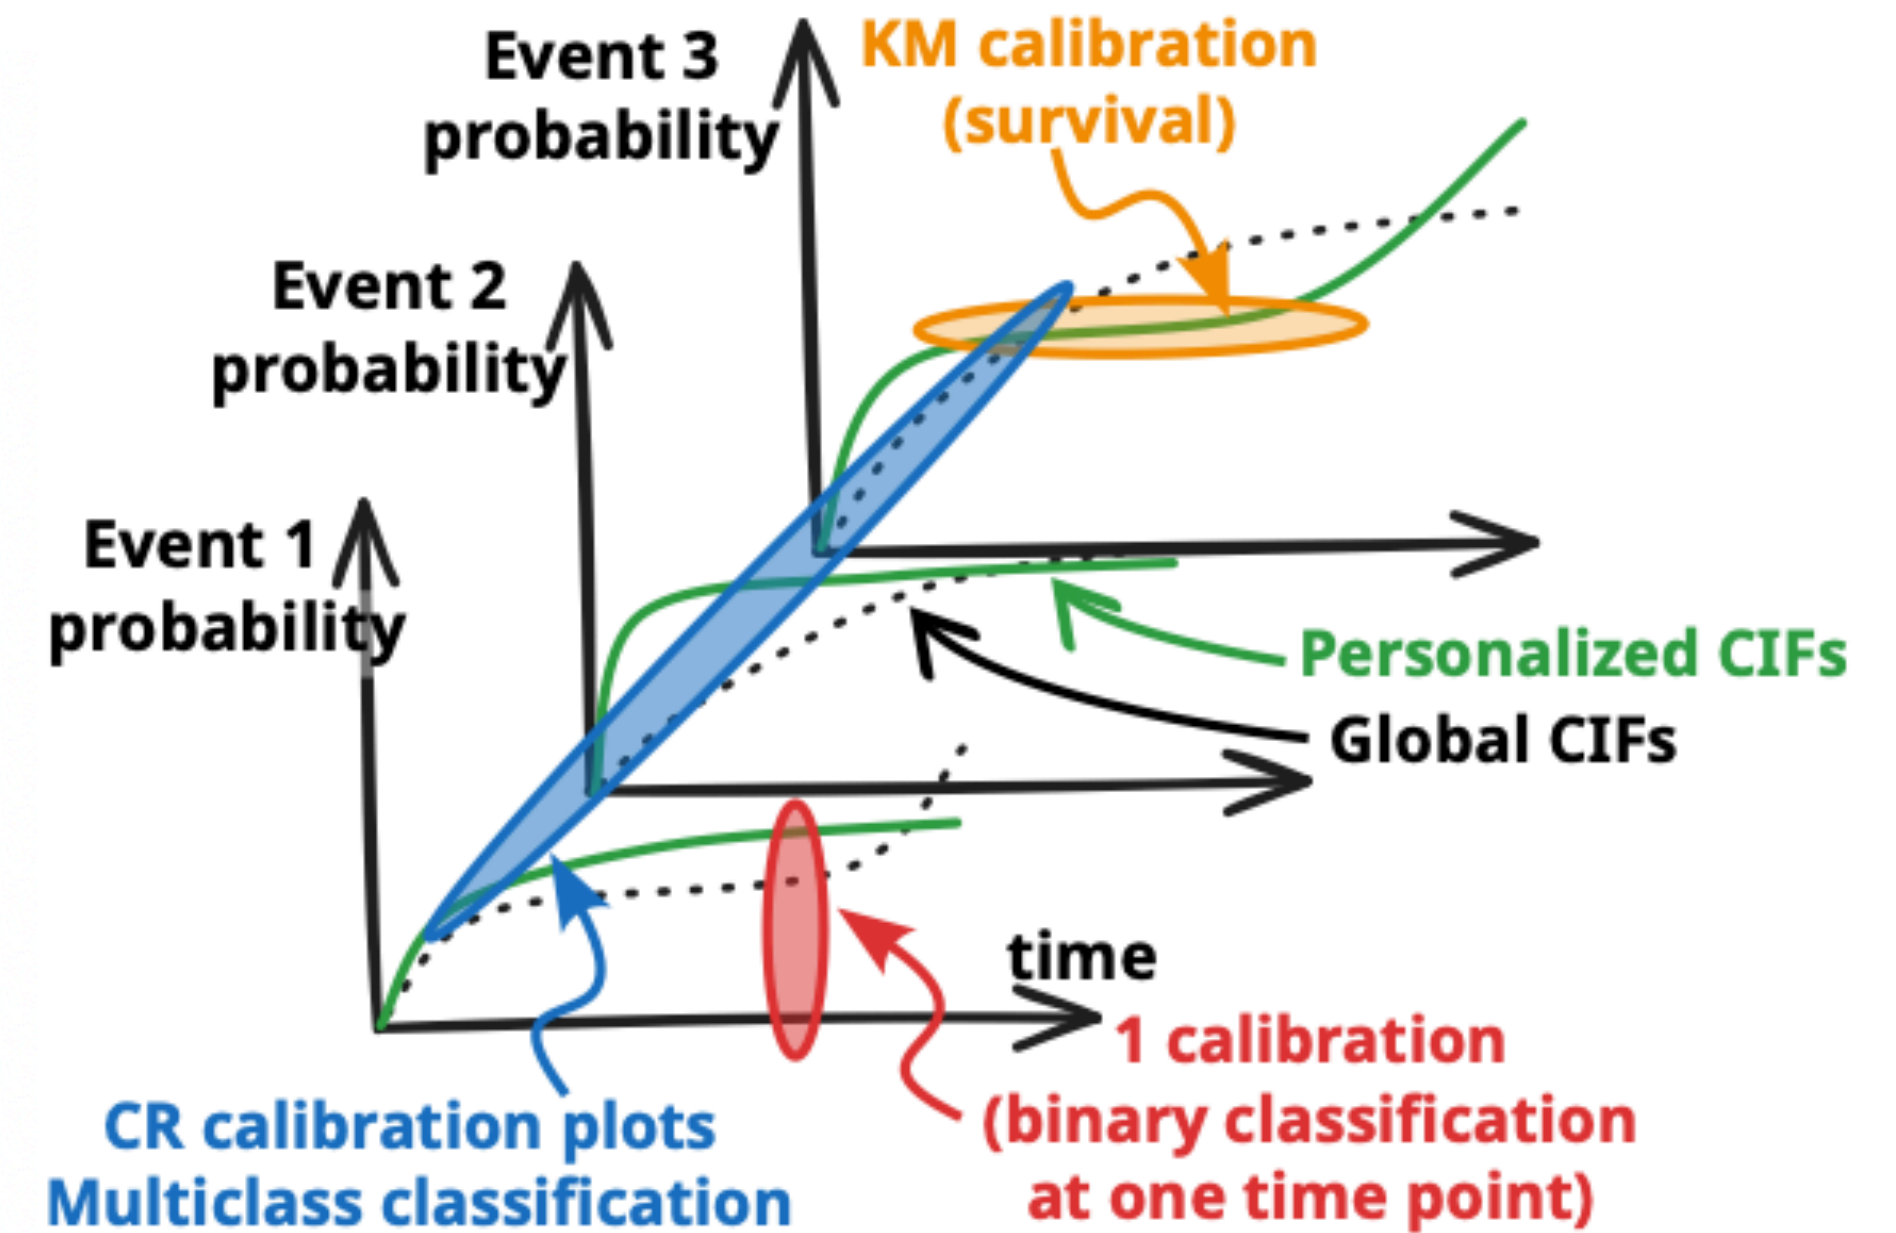 Event 3
probability
KM calibration
(survival)
Event 2
probability
Event 1
probability
Personalized CIFs
Global CIFs
time
1 calibration
(binary classification
at one time point)
CR calibration plots
Multiclass classification